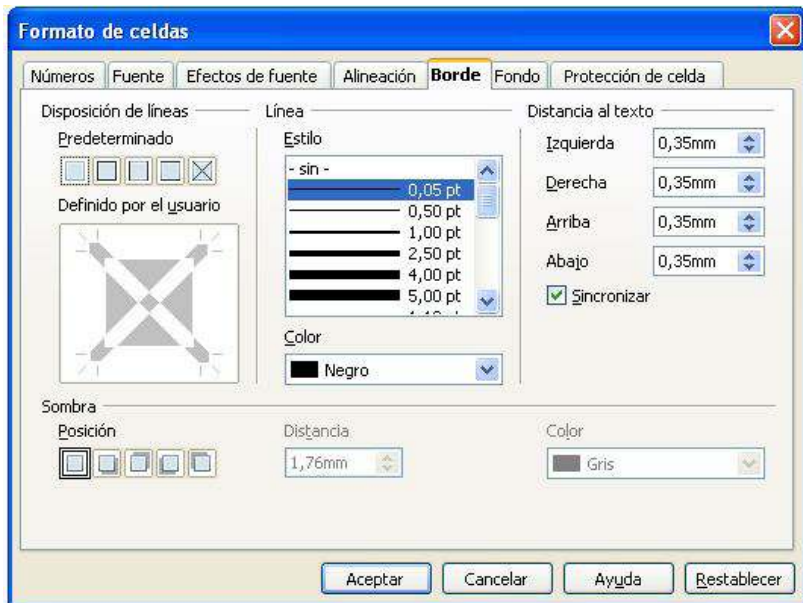 Formato de celdas
Números Fuente Efectos de fuente Alineación Borde Fondo Protección de celda
Disposición de líneas
Predeterminado
Definido por el usuario
Línea
Estilo
- sin -
0,05 pt
0,50 pt
1,00 pt
2,50 pt
4,00 pt
5,00 pt
Color
Negro
Distancia al texto
Izquierda 0,35mm
Derecha 0,35mm
Arriba 0,35mm
Abajo 0,35mm
Sincronizar
Sombra
Posición
Distancia
1,76mm
Color
Gris
Aceptar Cancelar Ayuda Restablecer